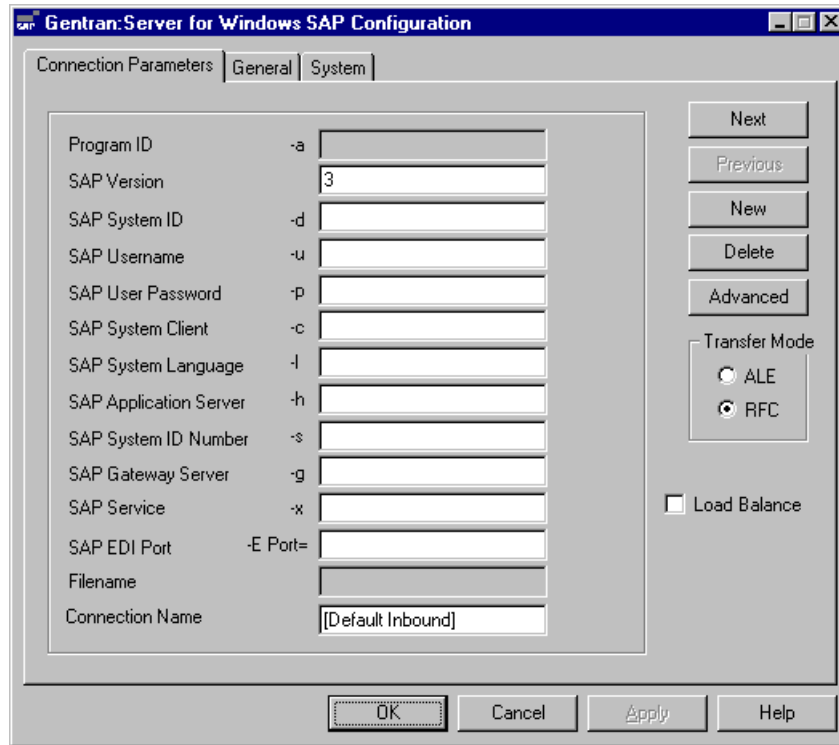 SAP Gentran:Server for Windows SAP Configuration
Connection Parameters General System
Program ID -a
SAP Version 3
SAP System ID -d
SAP Username -u
SAP User Password -p
SAP System Client -c
SAP System Language -l
SAP Application Server -h
SAP System ID Number -s
SAP Gateway Server -g
SAP Service -x
SAP EDI Port -E Port=
Filename
Connection Name [Default Inbound]
Next
Previous
New
Delete
Advanced
Transfer Mode
ALE
RFC
Load Balance
OK Cancel Apply Help